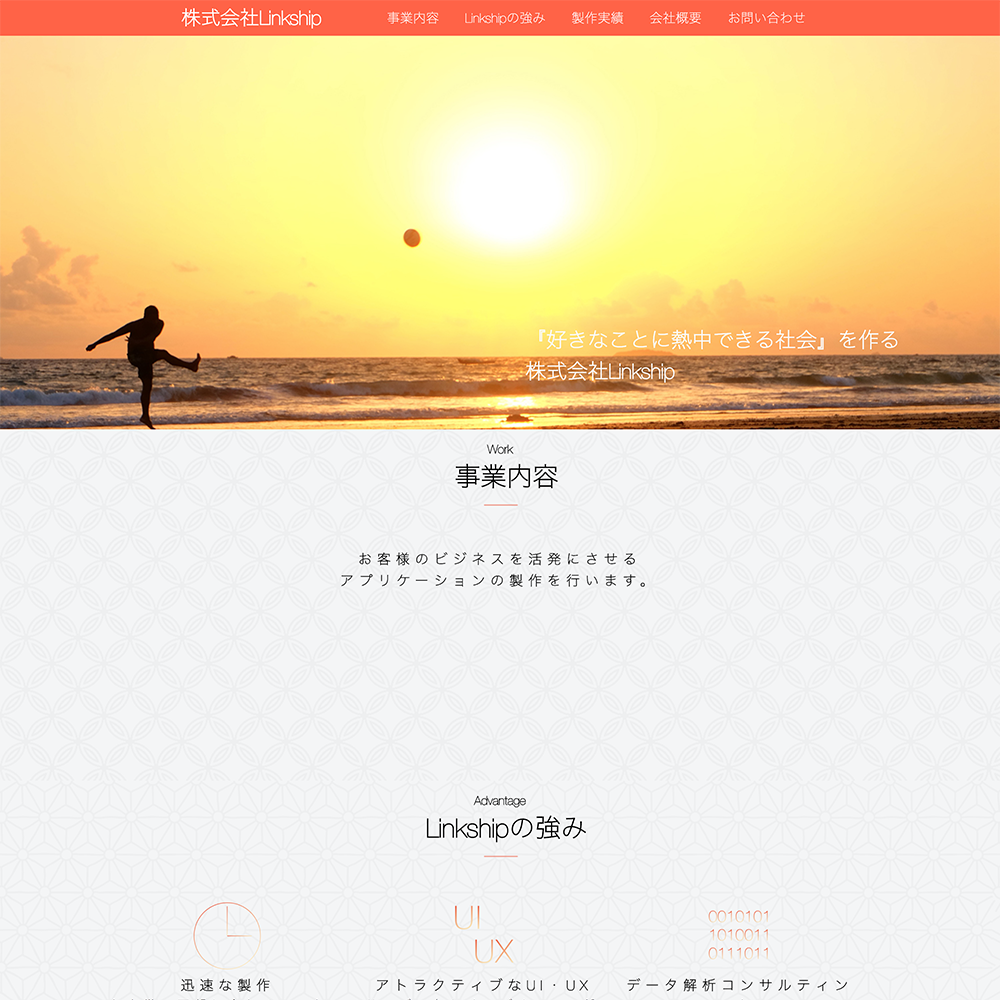 株式会社Linkship
事業内容 Linkshipの強み 製作実績 会社概要 お問い合わせ
『好きなことに熱中できる社会』を作る
株式会社Linkship
Work
事業内容
お客様のビジネスを活発にさせる
アプリケーションの製作を行います。
Advantage
Linkshipの強み
UI
UX
0010101
1010011
0111011
迅速な製作
アトラクティブなUI・UX
データ解析コンサルティン